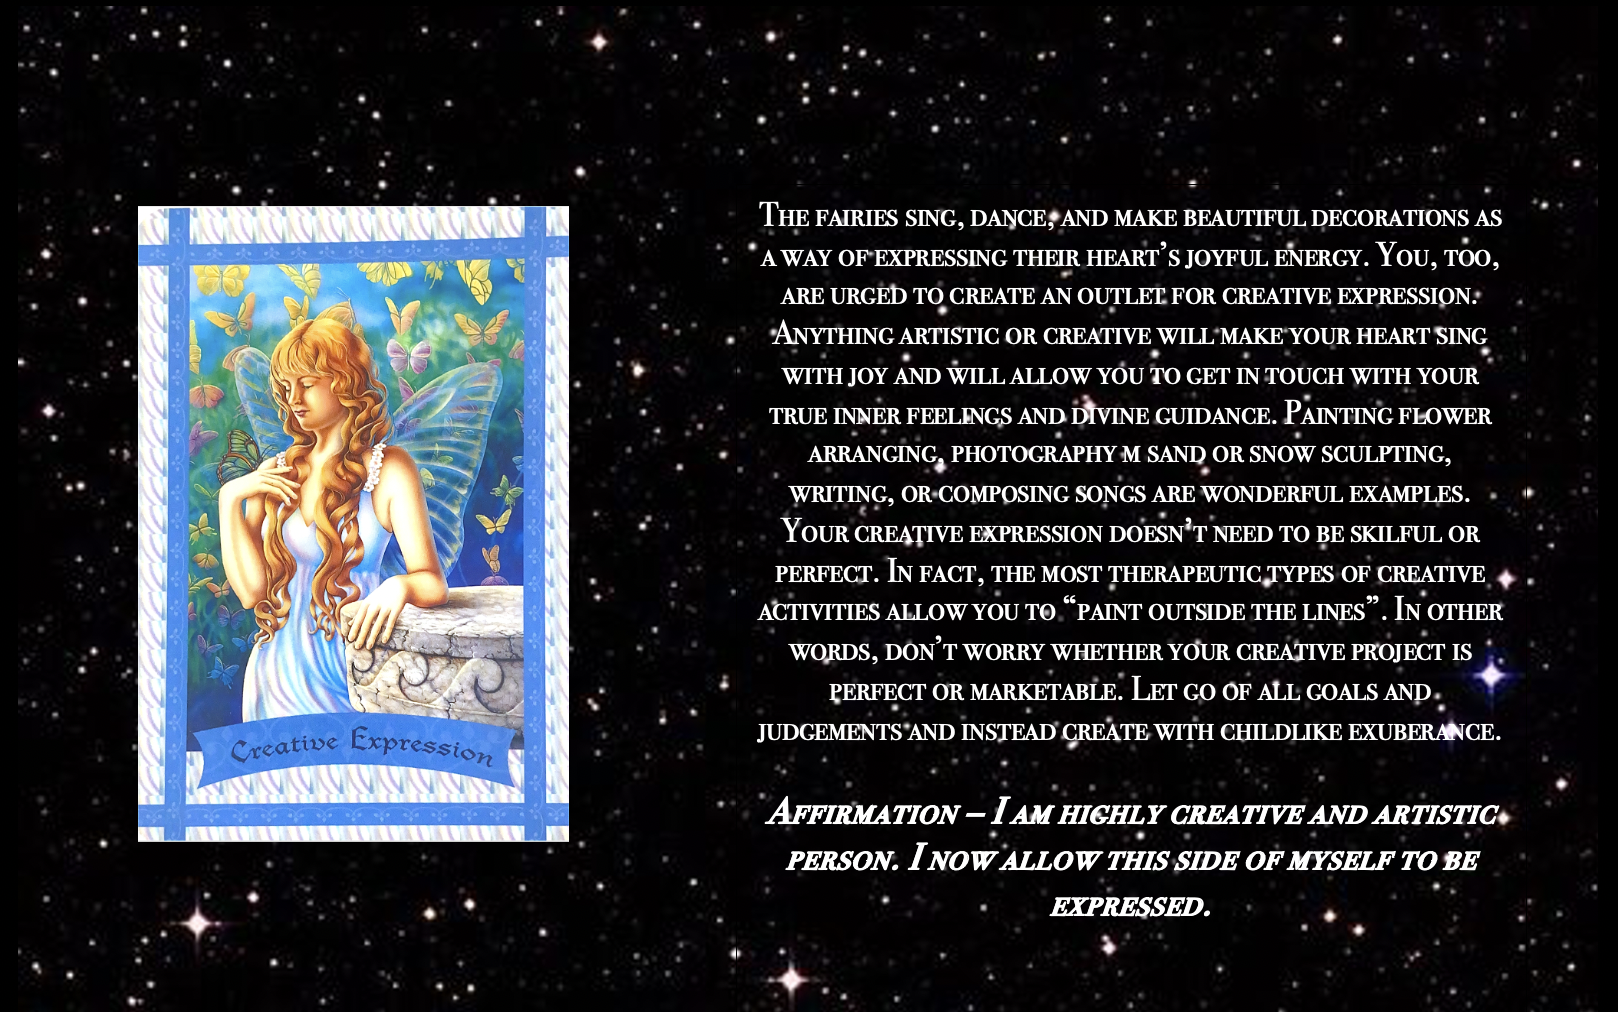 Creative Expression
The fairies sing, dance, and make beautiful decorations as
a way of expressing their heart’s joyful energy. You, too,
are urged to create an outlet for creative expression.
Anything artistic or creative will make your heart sing
with joy and will allow you to get in touch with your
true inner feelings and divine guidance. Painting flower
arranging, photography m sand or snow sculpting,
writing, or composing songs are wonderful examples.
Your creative expression doesn’t need to be skilful or
perfect. In fact, the most therapeutic types of creative
activities allow you to “paint outside the lines”. In other
words, don’t worry whether your creative project is
perfect or marketable. Let go of all goals and
judgements and instead create with childlike exuberance.
Affirmation – I am highly creative and artistic
person. I now allow this side of myself to be
expressed.